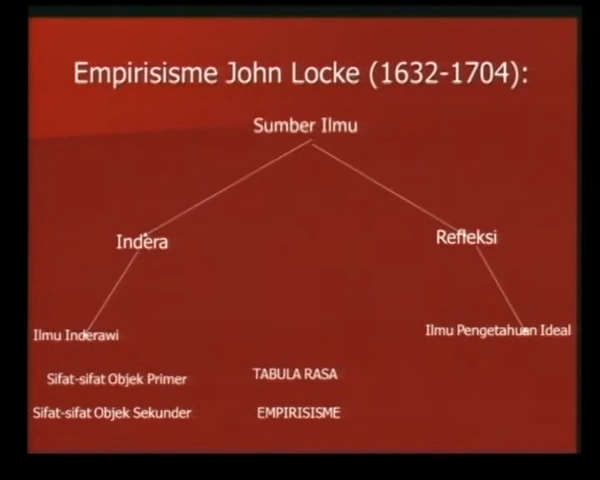 Empirisisme John Locke (1632-1704):
Sumber Ilmu
Indera
Refleksi
Ilmu Inderawi
Ilmu Pengetahuan Ideal
Sifat-sifat Objek Primer
TABULA RASA
Sifat-sifat Objek Sekunder
EMPIRISISME